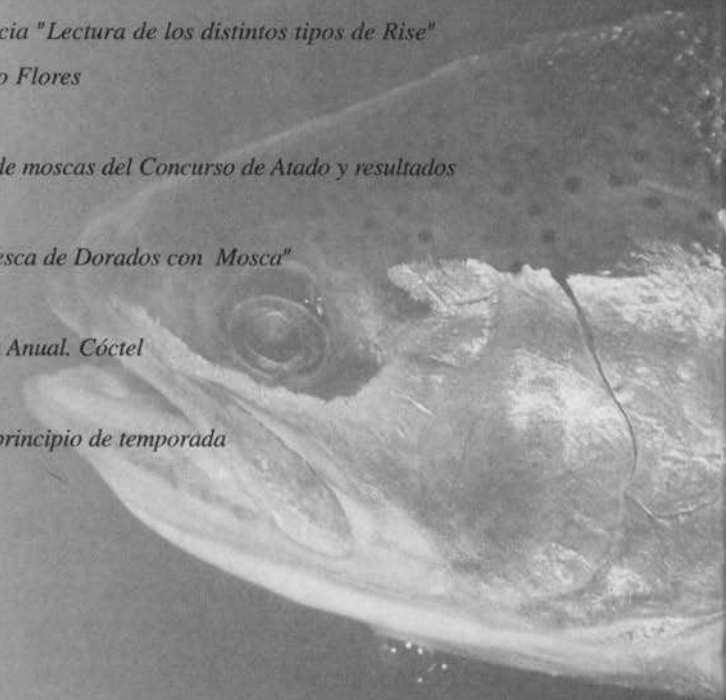 cia "Lectura de los distintos tipos de Rise"
o Flores
de moscas del Concurso de Atado y resultados
esca de Dorados con Mosca"
Anual. Cóctel
principio de temporada